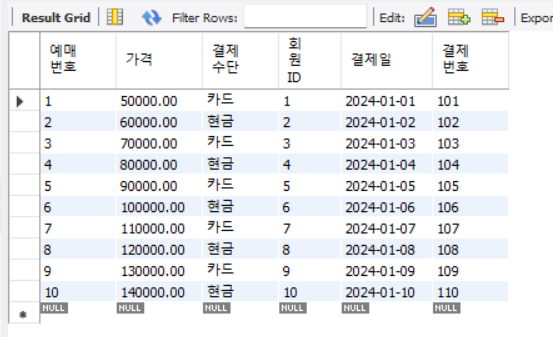 Result Grid Filter Rows: Edit: Expor
예매 번호 가격 결제 수단 회원 ID 결제일 결제 번호
1 50000.00 카드 1 2024-01-01 101
2 60000.00 현금 2 2024-01-02 102
3 70000.00 카드 3 2024-01-03 103
4 80000.00 현금 4 2024-01-04 104
5 90000.00 카드 5 2024-01-05 105
6 100000.00 현금 6 2024-01-06 106
7 110000.00 카드 7 2024-01-07 107
8 120000.00 현금 8 2024-01-08 108
9 130000.00 카드 9 2024-01-09 109
10 140000.00 현금 10 2024-01-10 110
NULL NULL NULL NULL NULL NULL